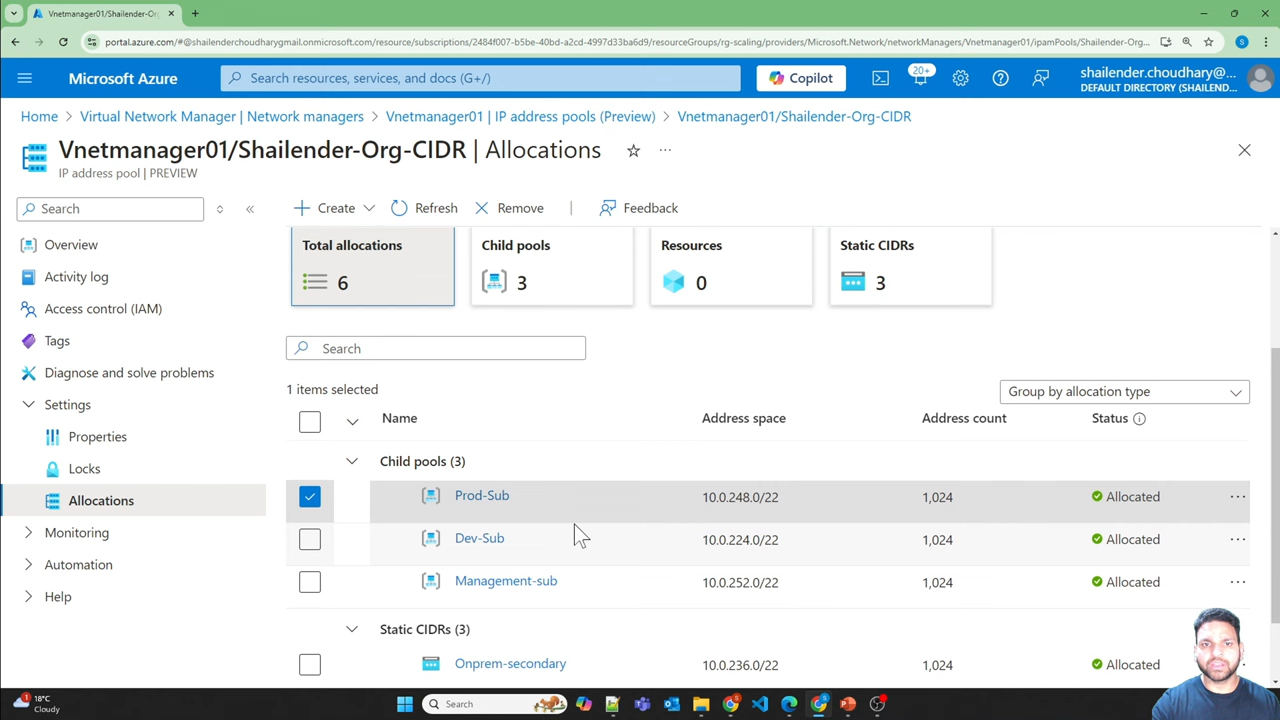 Vnetmanager01/Shailender-Org-
portal.azure.com/#@shailenderchoudharygmail.onmicrosoft.com/resource/subscriptions/2484f007-b5be-40bd-a2cd-4997d33ba6d9/resourceGroups/rg-scaling/providers/Microsoft.Network/networkManagers/Vnetmanager01/ipamPools/Shailender-Org-C...
S
Microsoft Azure
Search resources, services, and docs (G+/)
Copilot
20+
shailender.choudhary@...
DEFAULT DIRECTORY (SHAILEND...
Home > Virtual Network Manager | Network managers > Vnetmanager01 | IP address pools (Preview) > Vnetmanager01/Shailender-Org-CIDR
Vnetmanager01/Shailender-Org-CIDR | Allocations
IP address pool | PREVIEW
Search
Create
Refresh
Remove
Feedback
Overview
Activity log
Access control (IAM)
Tags
Diagnose and solve problems
Settings
Properties
Locks
Allocations
Monitoring
Automation
Help
Total allocations
6
Child pools
3
Resources
0
Static CIDRs
3
Search
1 items selected
Group by allocation type
Name Address space Address count Status
Child pools (3)
Prod-Sub 10.0.248.0/22 1,024 Allocated ...
Dev-Sub 10.0.224.0/22 1,024 Allocated ...
Management-sub 10.0.252.0/22 1,024 Allocated ...
Static CIDRs (3)
Onprem-secondary 10.0.236.0/22 1,024 Allocated
1
18°C
Cloudy
Search